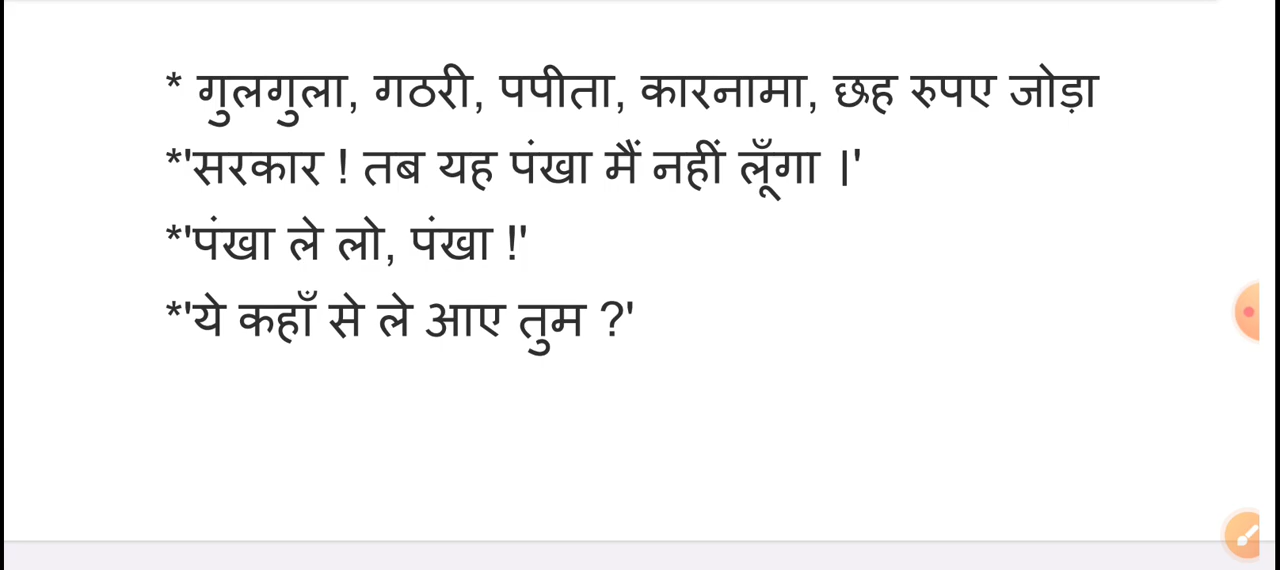 * गुलगुला, गठरी, पपीता, कारनामा, छह रुपए जोड़ा
*'सरकार ! तब यह पंखा मैं नहीं लूँगा ।'
*'पंखा ले लो, पंखा !'
*'ये कहाँ से ले आए तुम ?'